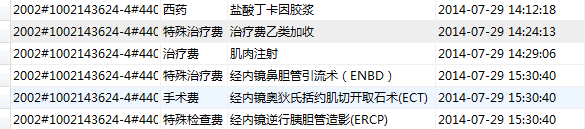 2002#1002143624-4#440 西药 盐酸丁卡因胶浆 2014-07-29 14:12:18
2002#1002143624-4#440 特殊治疗费 治疗费乙类加收 2014-07-29 14:24:13
2002#1002143624-4#440 治疗费 肌肉注射 2014-07-29 14:29:06
2002#1002143624-4#440 特殊治疗费 经内镜鼻胆管引流术（ENBD） 2014-07-29 15:30:40
2002#1002143624-4#440 手术费 经内镜奥狄氏括约肌切开取石术(ECT) 2014-07-29 15:30:40
2002#1002143624-4#440 特殊检查费 经内镜逆行胰胆管造影(ERCP) 2014-07-29 15:30:40